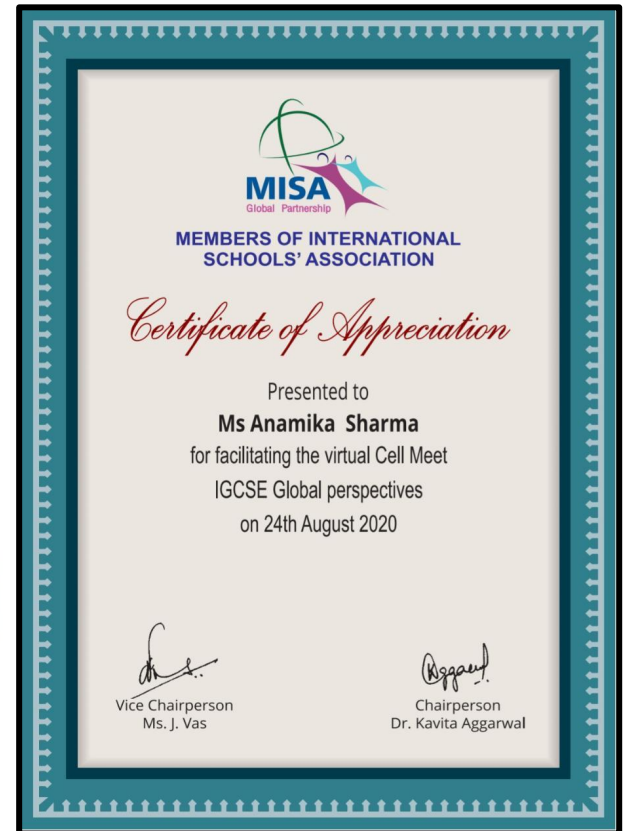 MISA
Global Partnership
MEMBERS OF INTERNATIONAL
SCHOOLS' ASSOCIATION
Certificate of Appreciation
Presented to
Ms Anamika Sharma
for facilitating the virtual Cell Meet
IGCSE Global perspectives
on 24th August 2020
Vice Chairperson
Ms. J. Vas
Chairperson
Dr. Kavita Aggarwal